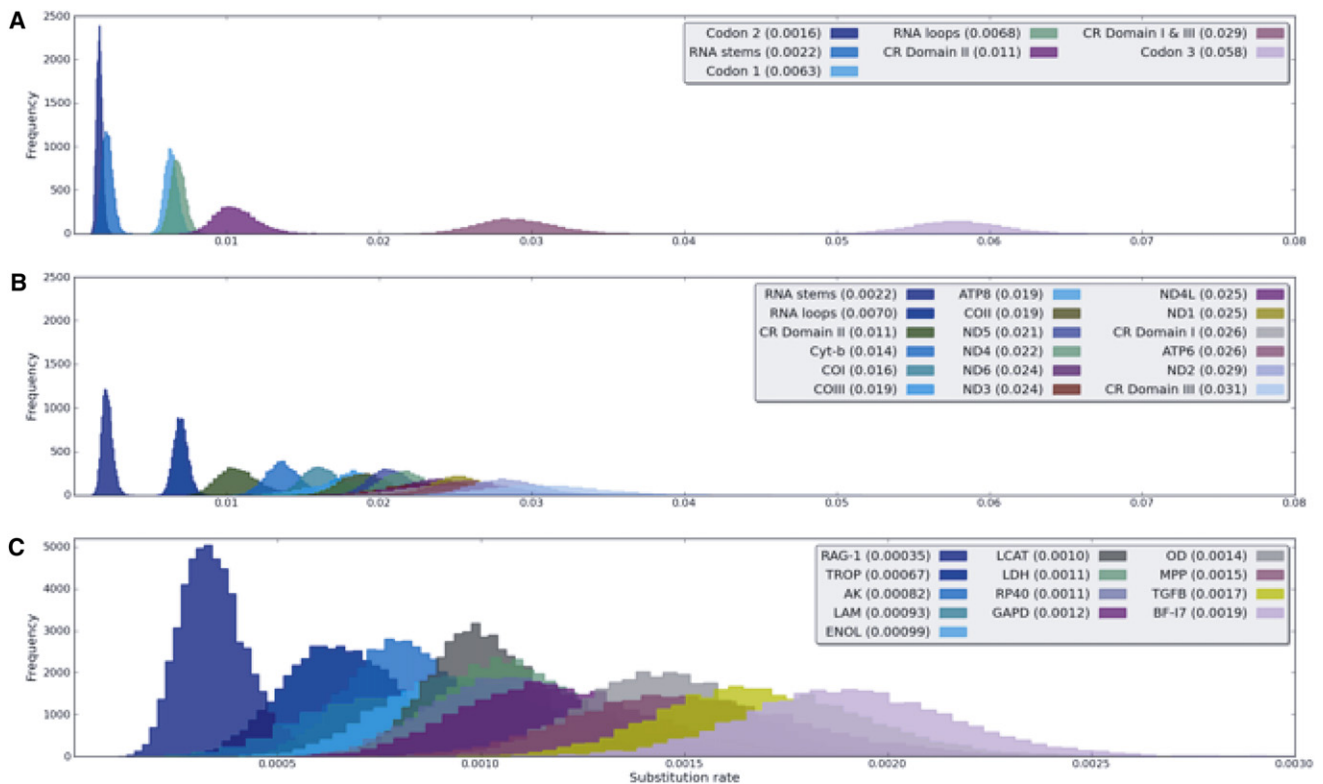 A
Frequency
2500
2000
1500
1000
500
0
Codon 2 (0.0016) RNA loops (0.0068) CR Domain I & III (0.029)
RNA stems (0.0022) CR Domain II (0.011) Codon 3 (0.058)
Codon 1 (0.0063)
0.01 0.02 0.03 0.04 0.05 0.06 0.07 0.08
B
Frequency
2500
2000
1500
1000
500
0
RNA stems (0.0022) ATP8 (0.019) ND4L (0.025)
RNA loops (0.0070) COII (0.019) ND1 (0.025)
CR Domain II (0.011) ND5 (0.021) CR Domain I (0.026)
Cyt-b (0.014) ND4 (0.022) ATP6 (0.026)
COI (0.016) ND6 (0.024) ND2 (0.029)
COIII (0.019) ND3 (0.024) CR Domain III (0.031)
0.01 0.02 0.03 0.04 0.05 0.06 0.07 0.08
C
Frequency
5000
4000
3000
2000
1000
0
RAG-1 (0.00035) LCAT (0.0010) OD (0.0014)
TROP (0.00067) LDH (0.0011) MPP (0.0015)
AK (0.00082) RP40 (0.0011) TGFB (0.0017)
LAM (0.00093) GAPD (0.0012) BF-I7 (0.0019)
ENOL (0.00099)
0.0005 0.0010 0.0015 0.0020 0.0025 0.0030
Substitution rate